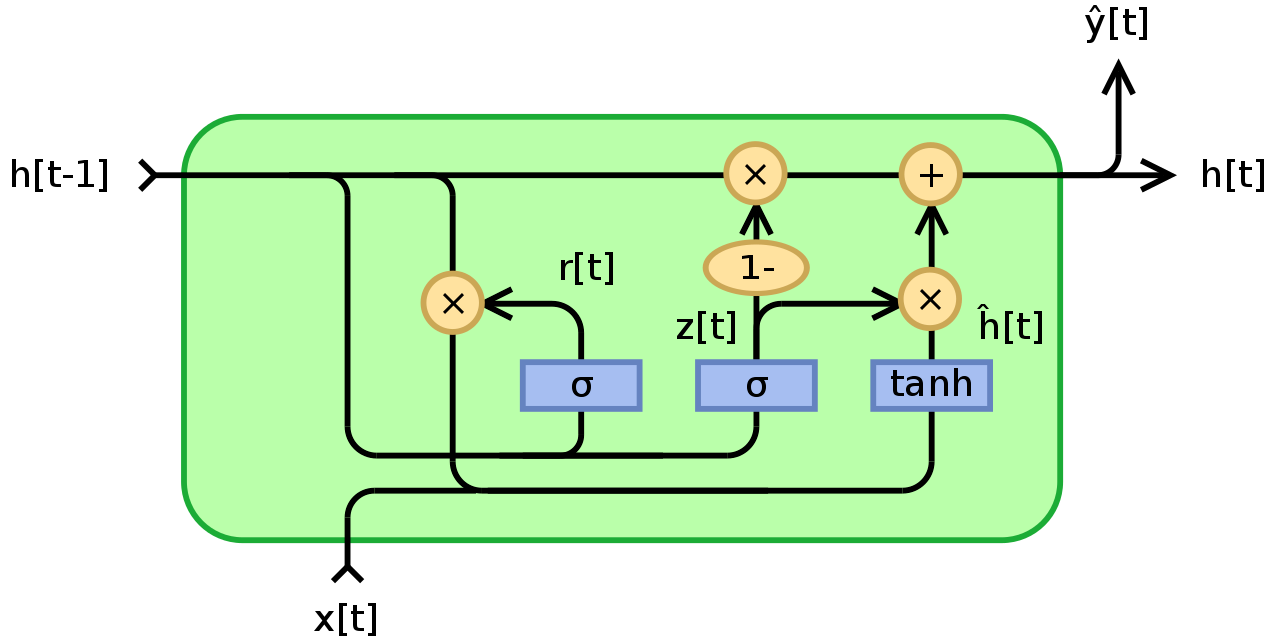 ŷ[t]
h[t-1]
×
+
h[t]
r[t]
1-
×
×
z[t]
ĥ[t]
σ
σ
tanh
x[t]